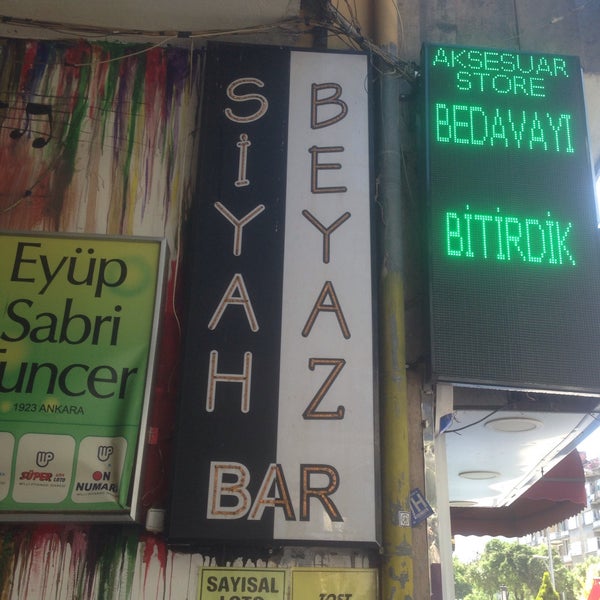 Eyüp
Sabri
Tuncer
1923 ANKARA
SÜPER
LOTO
ON
NUMARA
SİYAH
BEYAZ
BAR
AKSESUAR
STORE
BEDAVAYI
BİTİRDİK
SAYISAL
LOTO
TOST